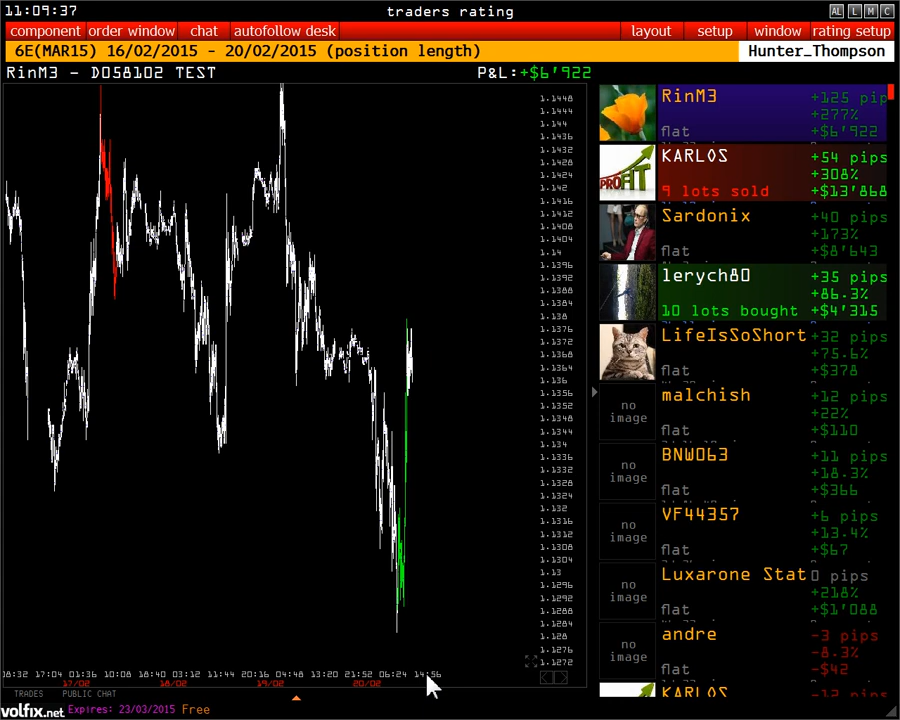 11:09:37 traders rating AL L M C
component order window chat autofollow desk layout setup window rating setup
6E(MAR15) 16/02/2015 - 20/02/2015 (position length) Hunter_Thompson
RinM3 - D058102 TEST P&L:+$6'922
1.1448
1.144
1.1444
1.1436
1.1432
1.1428
1.1424
1.142
1.1416
1.1412
1.1408
1.1404
1.14
1.1396
1.1392
1.1388
1.1384
1.138
1.1376
1.1372
1.1368
1.1364
1.136
1.1356
1.1352
1.1348
1.1344
1.134
1.1336
1.1332
1.1328
1.1324
1.132
1.1316
1.1312
1.1308
1.1304
1.13
1.1296
1.1292
1.1288
1.1284
1.128
1.1276
1.1272
RinM3 +125 pip
+277%
flat +$6'922
PROFIT
KARLOS +54 pips
+308%
9 lots sold +$13'868
Sardonix +40 pips
+173%
flat +$8'643
lerych80 +35 pips
+86.3%
10 lots bought +$4'315
LifeIsSoShort +32 pips
+75.6%
flat +$378
no image
malchish +12 pips
+22%
flat +$110
no image
BNW063 +11 pips
+18.3%
flat +$366
no image
VF44357 +6 pips
+13.4%
flat +$67
no image
Luxarone Stat 0 pips
+218%
flat +$1'088
no image
andre -3 pips
-8.3%
flat -$42
KARLOS -12 pips
18:32 17:04 01:36 10:08 18:40 03:12 11:44 20:16 04:48 13:20 21:52 06:24 14:56
17/02 18/02 19/02 20/02
TRADES PUBLIC CHAT
volfix.net Expires: 23/03/2015 Free